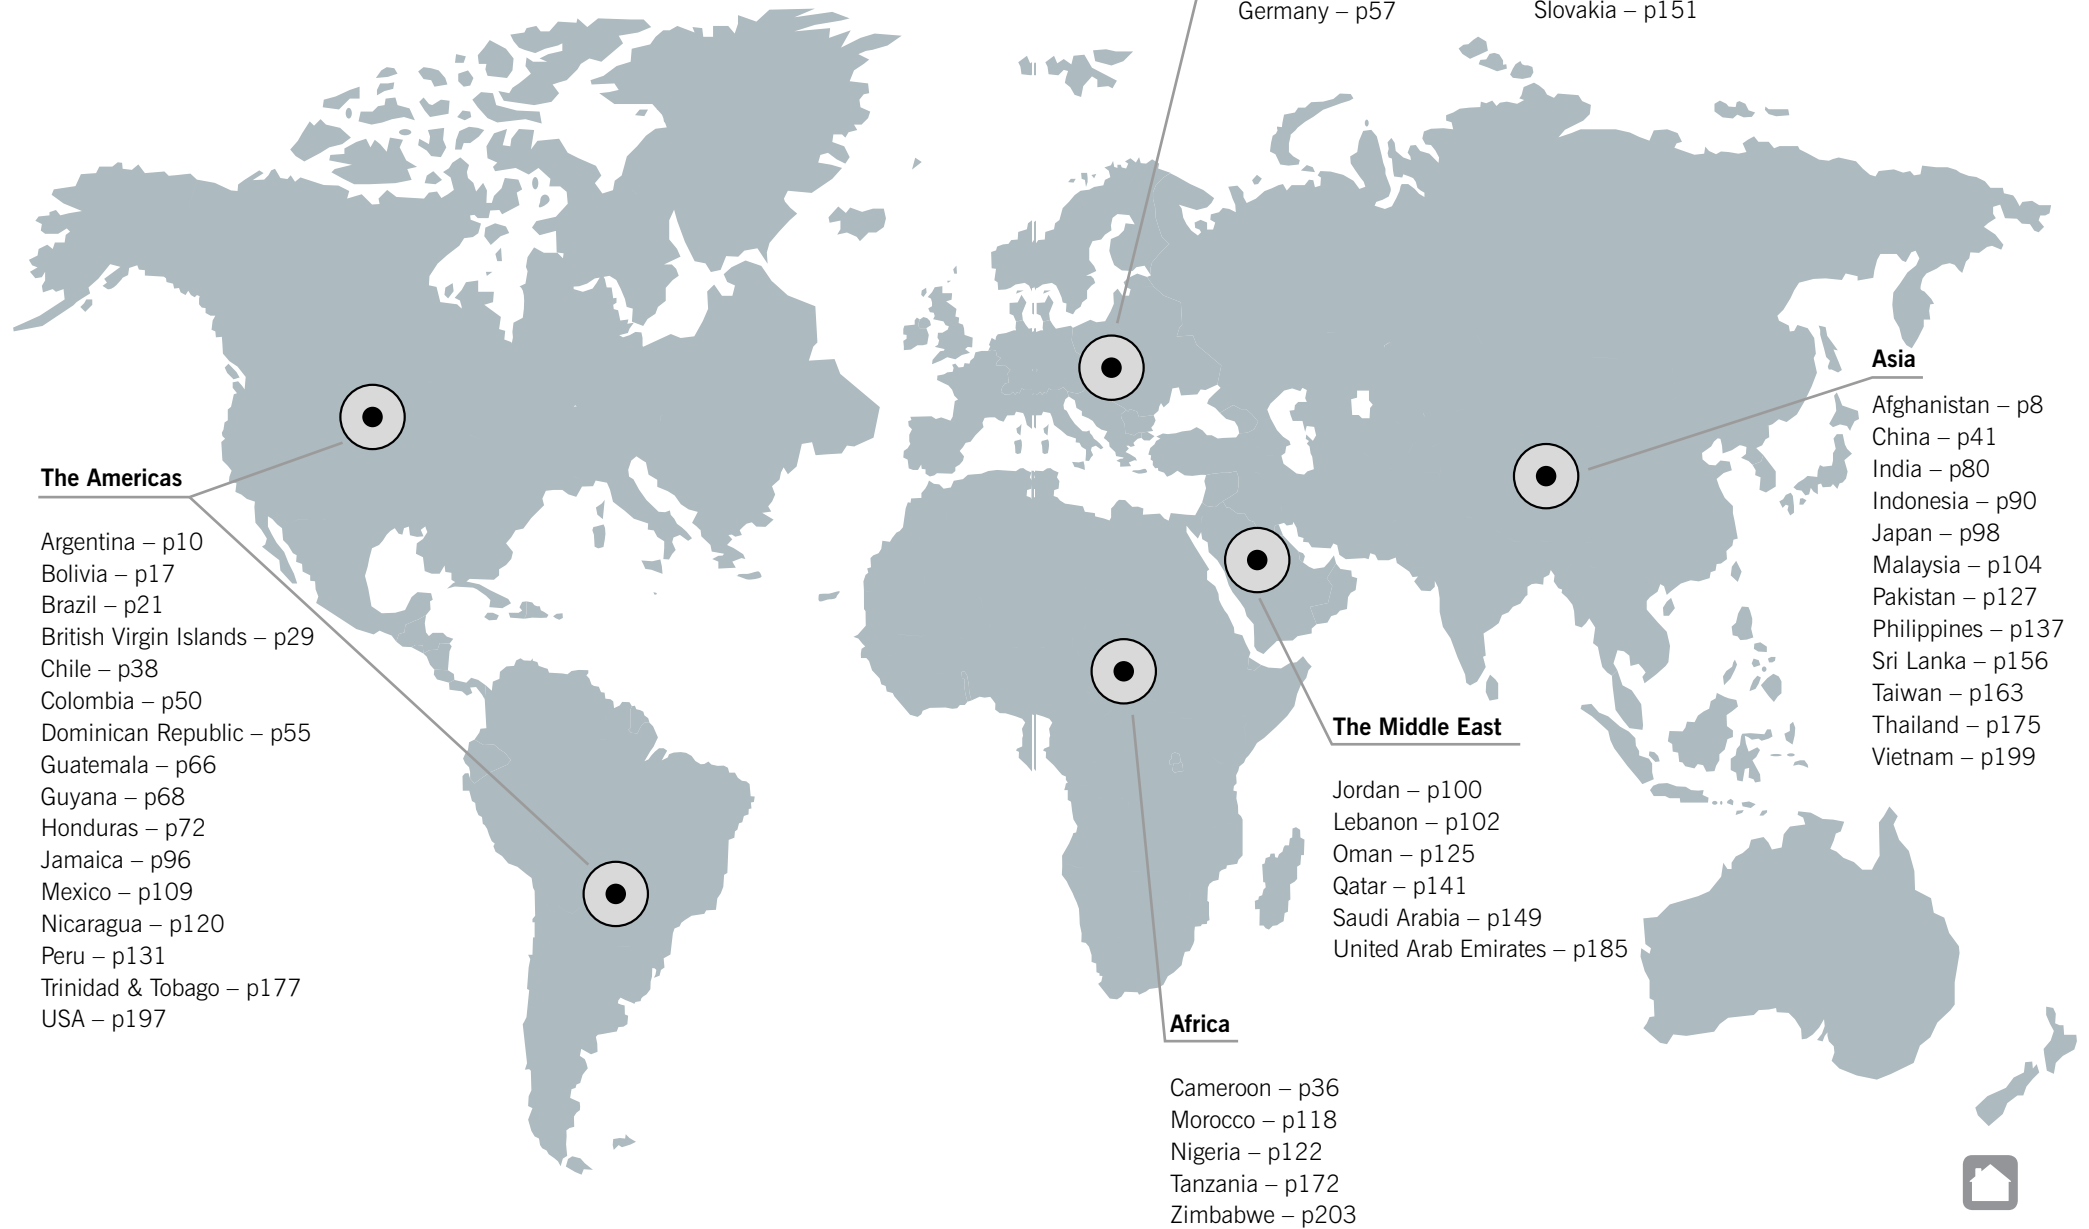 Germany – p57
Slovakia – p151
The Americas
Argentina – p10
Bolivia – p17
Brazil – p21
British Virgin Islands – p29
Chile – p38
Colombia – p50
Dominican Republic – p55
Guatemala – p66
Guyana – p68
Honduras – p72
Jamaica – p96
Mexico – p109
Nicaragua – p120
Peru – p131
Trinidad & Tobago – p177
USA – p197
Africa
Cameroon – p36
Morocco – p118
Nigeria – p122
Tanzania – p172
Zimbabwe – p203
The Middle East
Jordan – p100
Lebanon – p102
Oman – p125
Qatar – p141
Saudi Arabia – p149
United Arab Emirates – p185
Asia
Afghanistan – p8
China – p41
India – p80
Indonesia – p90
Japan – p98
Malaysia – p104
Pakistan – p127
Philippines – p137
Sri Lanka – p156
Taiwan – p163
Thailand – p175
Vietnam – p199